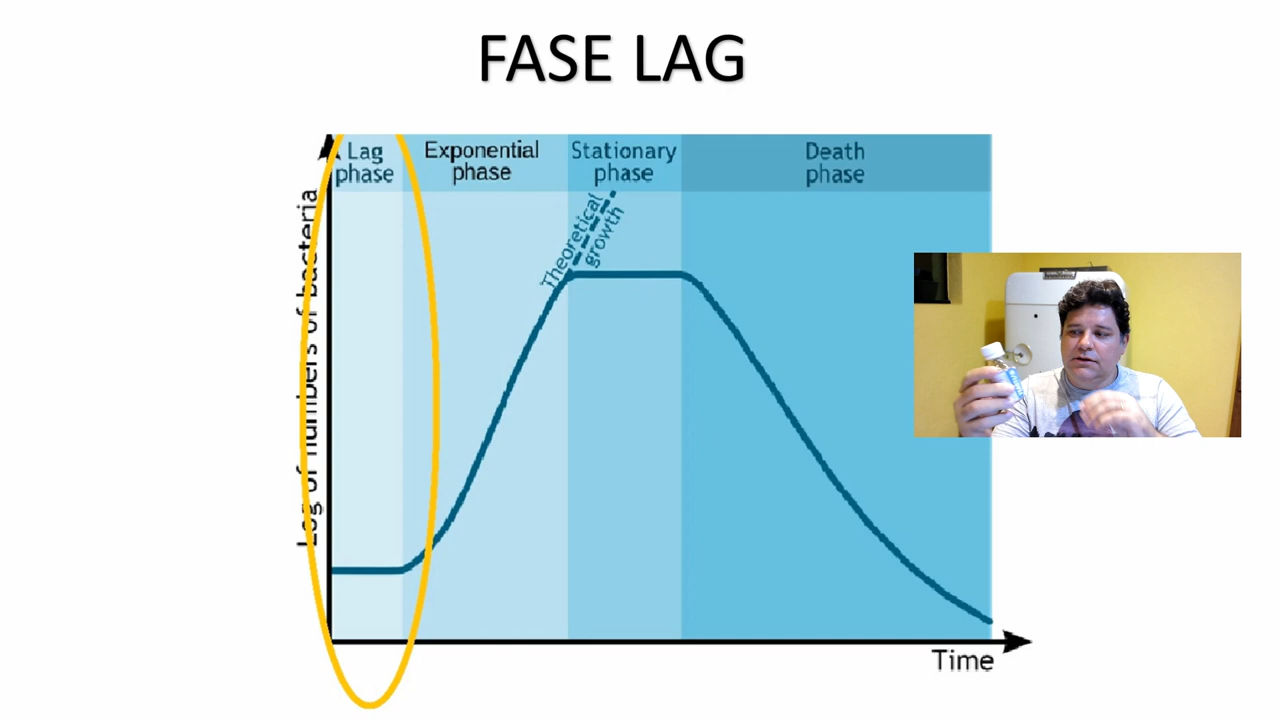 FASE LAG
Lag
phase
Exponential
phase
Stationary
phase
Death
phase
Theoretical
growth
Log of numbers of bacteria
Time